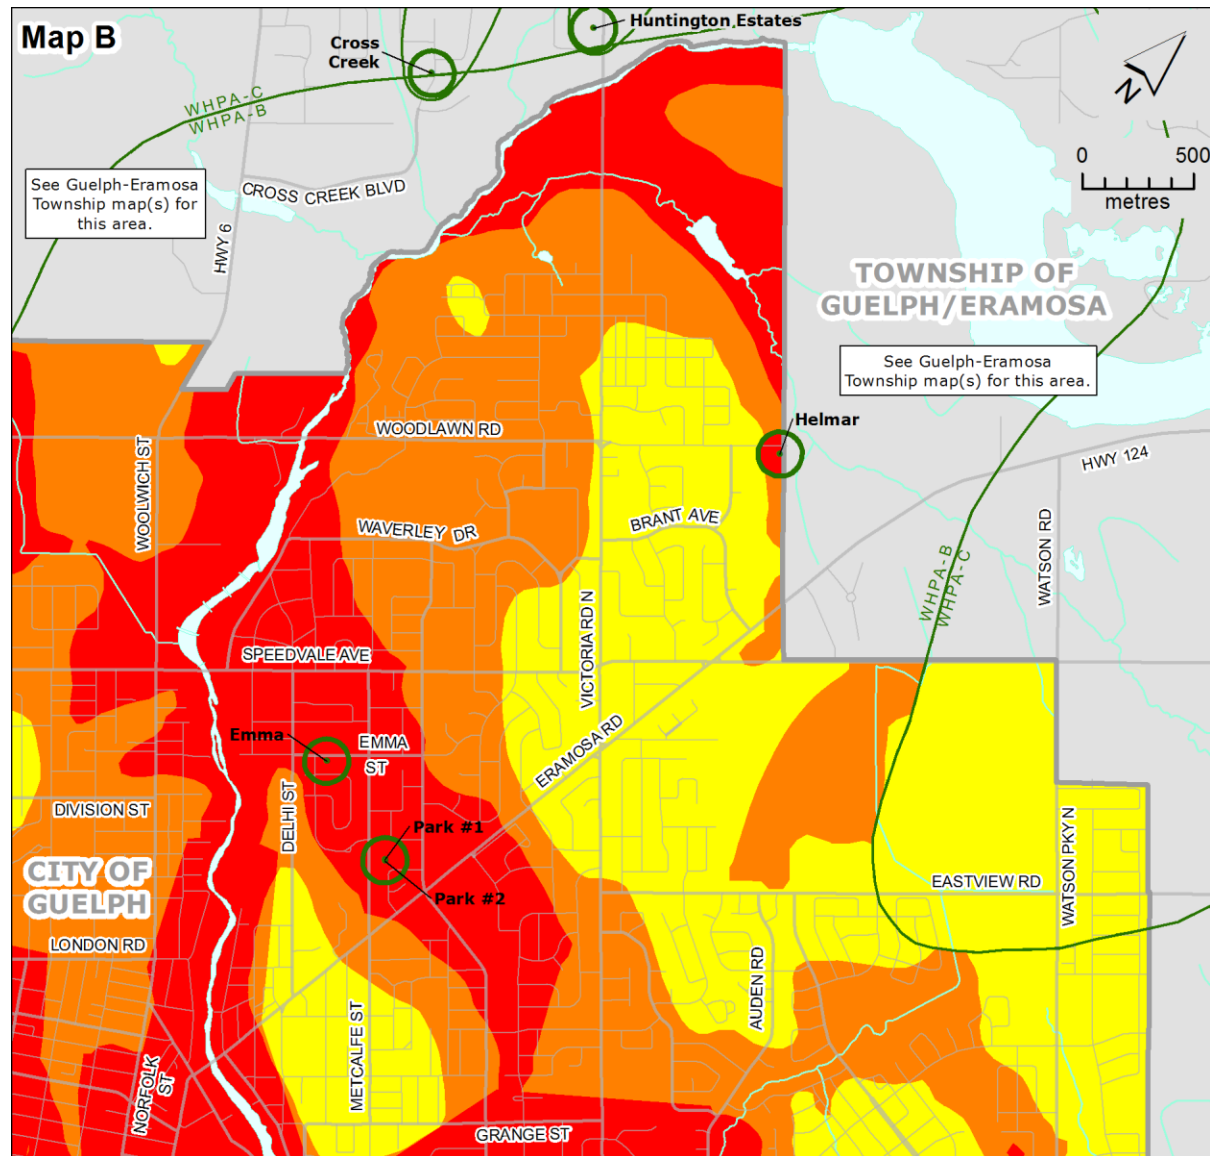 Map B
Huntington Estates
Cross
Creek
N
WHPA-C
WHPA-B
0 500
metres
See Guelph-Eramosa
Township map(s) for
this area.
CROSS CREEK BLVD
HWY 6
TOWNSHIP OF
GUELPH/ERAMOSA
See Guelph-Eramosa
Township map(s) for this area.
Helmar
WOODLAWN RD
HWY 124
WOOLWICH ST
WAVERLEY DR
BRANT AVE
WATSON RD
WHPA-B
WHPA-C
VICTORIA RD N
SPEEDVALE AVE
ERAMOSA RD
Emma
EMMA
ST
DIVISION ST
DELHI ST
Park #1
Park #2
CITY OF
GUELPH
EASTVIEW RD
WATSON PKY N
LONDON RD
AUDEN RD
METCALFE ST
NORFOLK
ST
GRANGE ST